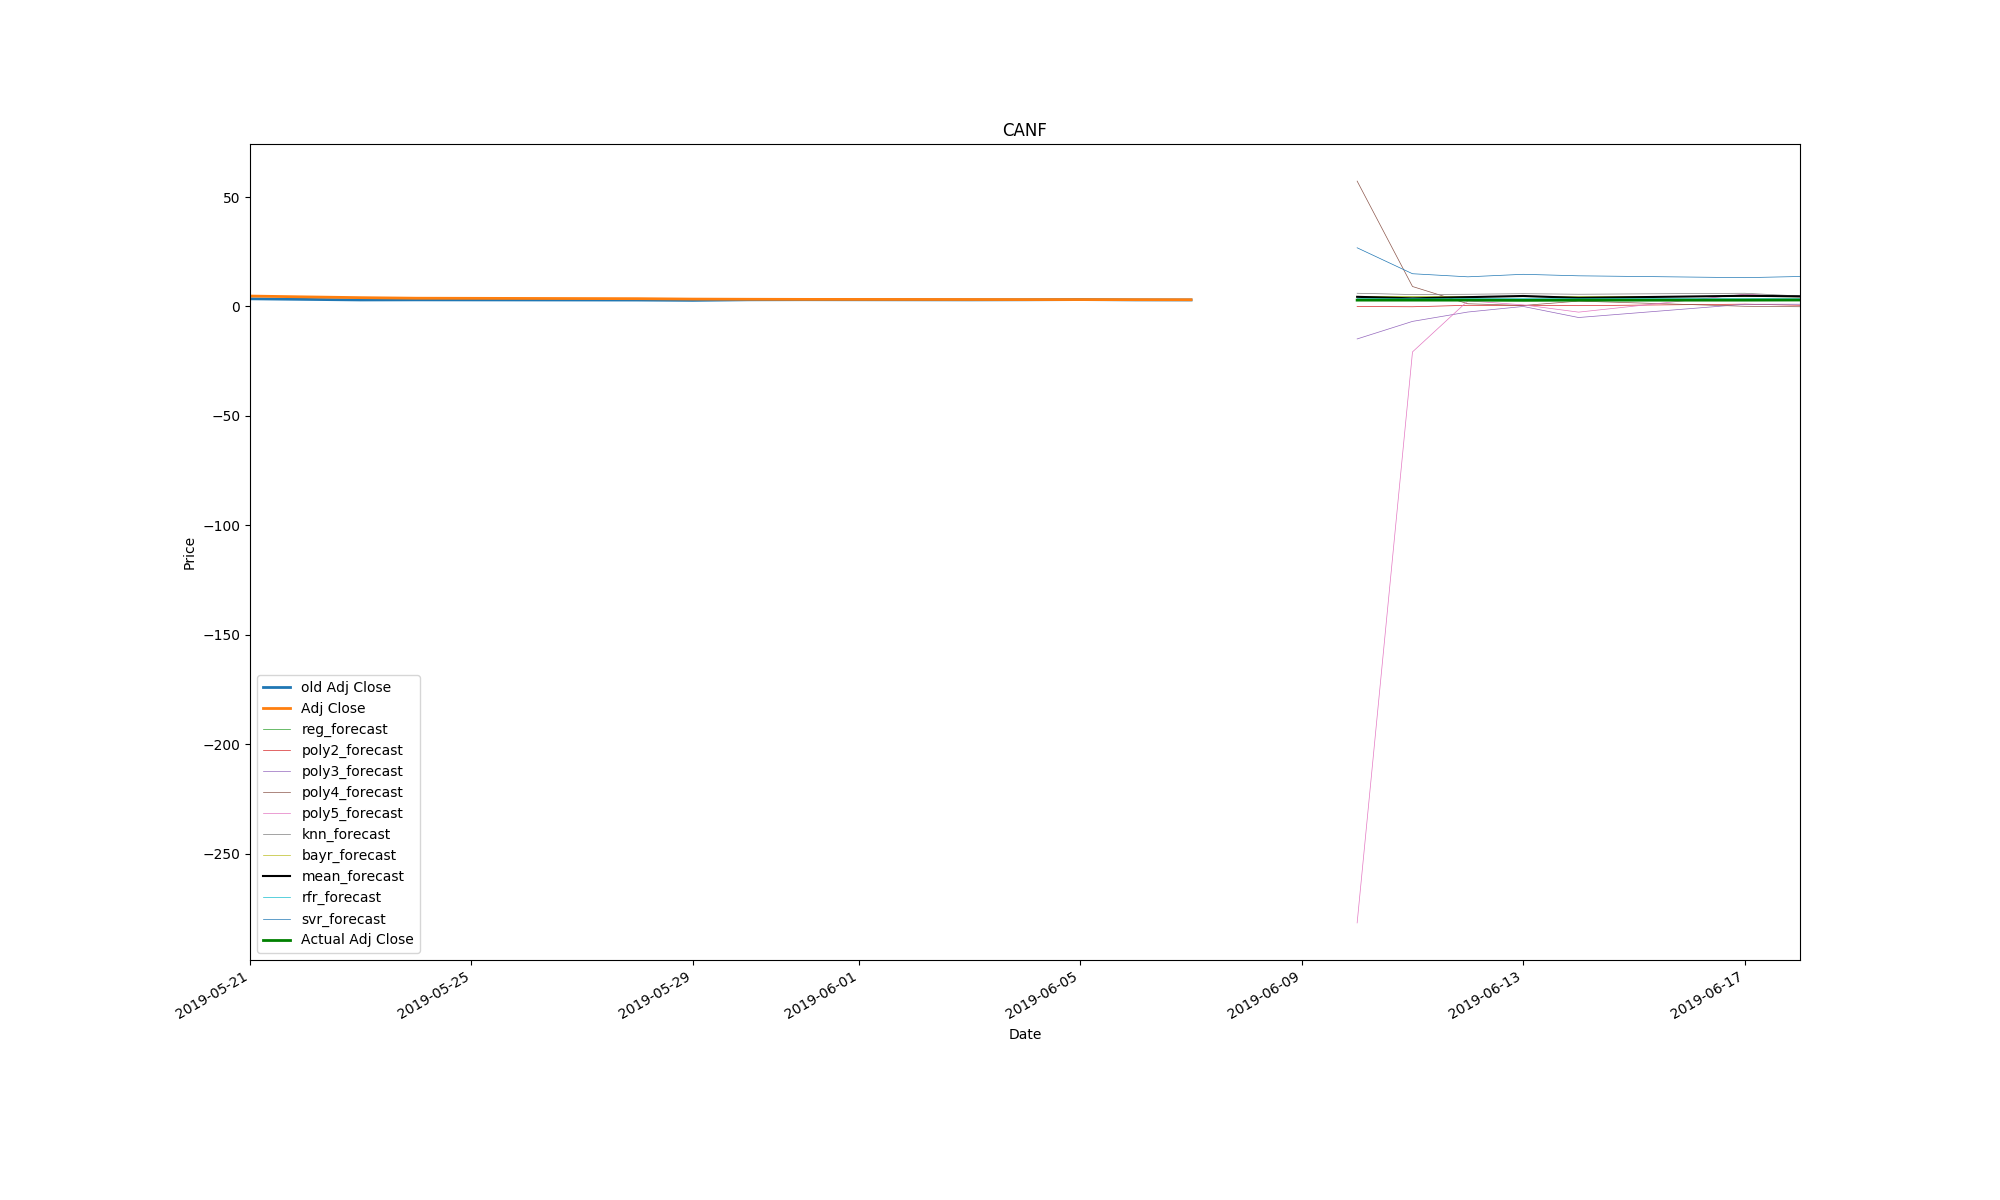 CANF
50
0
−50
−100
−150
−200
−250
Price
old Adj Close
Adj Close
reg_forecast
poly2_forecast
poly3_forecast
poly4_forecast
poly5_forecast
knn_forecast
bayr_forecast
mean_forecast
rfr_forecast
svr_forecast
Actual Adj Close
2019-05-21
2019-05-25
2019-05-29
2019-06-01
2019-06-05
2019-06-09
2019-06-13
2019-06-17
Date